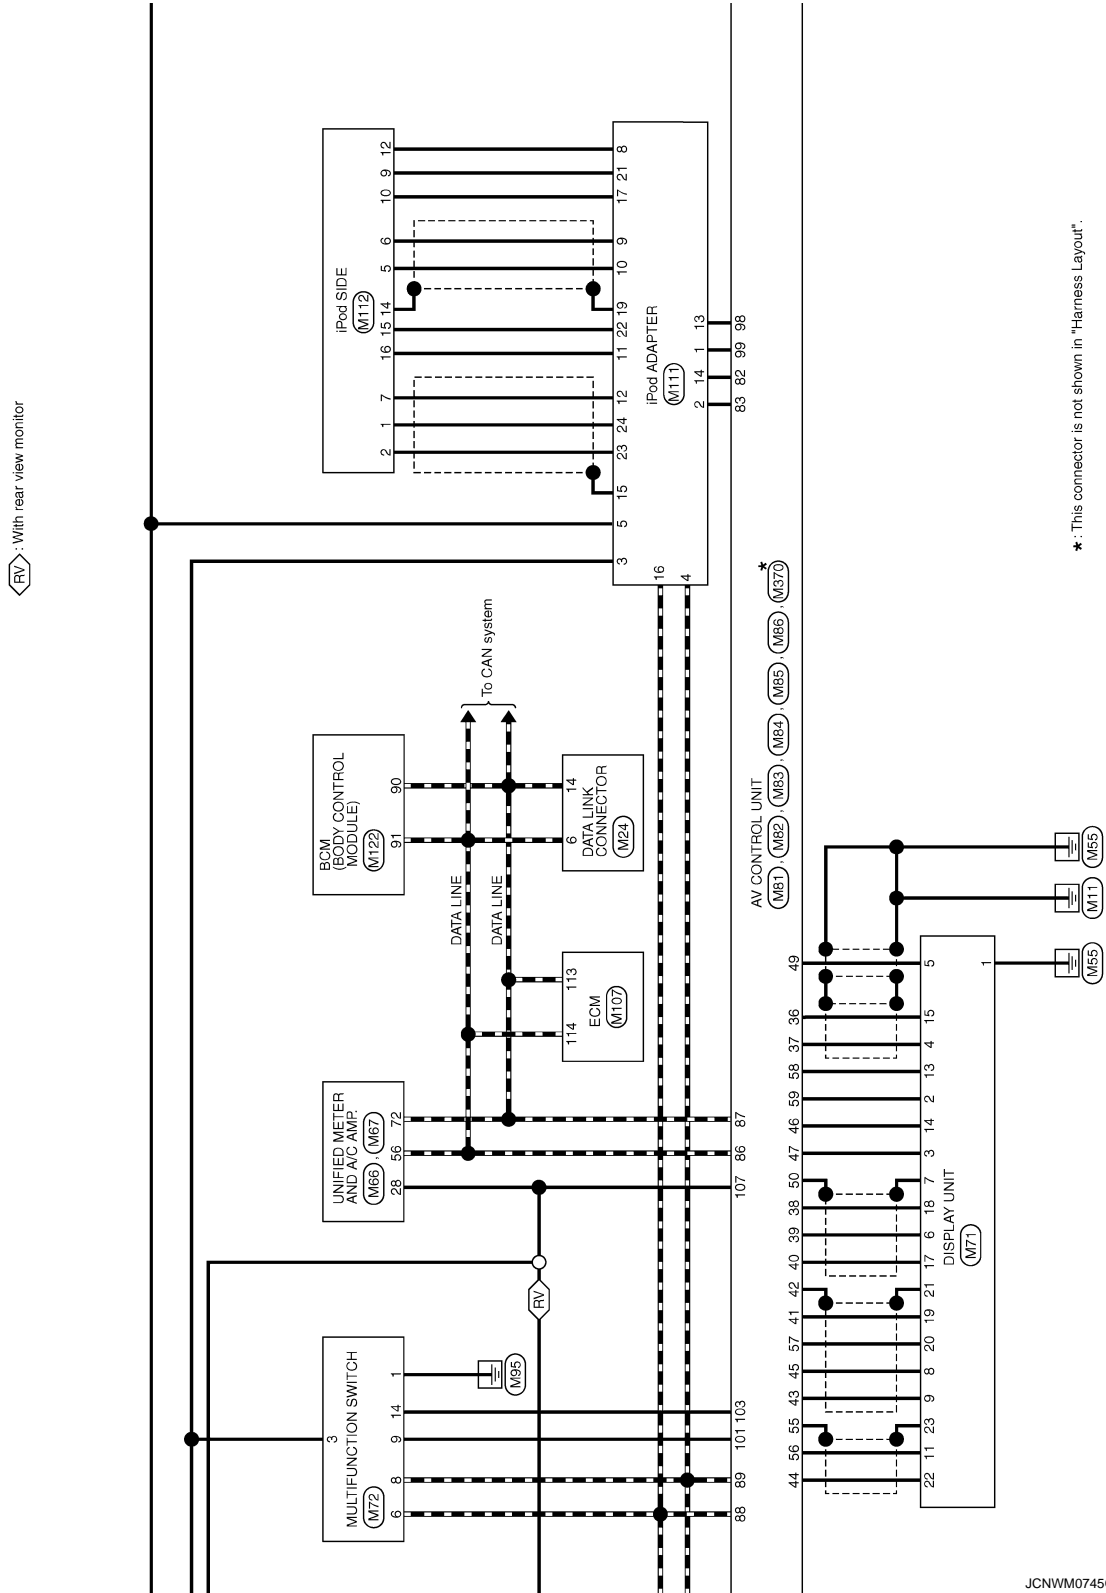 RV : With rear view monitor
iPod SIDE
M112
12 9 10 6 5 14 15 16 7 1 2
8 21 17 9 10 19 22 11 12 24 23 15 5 3
iPod ADAPTER
M111
13 1 14 2
98 99 82 83
16 4
To CAN system
BCM
(BODY CONTROL
MODULE)
M122
90 91
DATA LINE
DATA LINE
14 6
DATA LINK
CONNECTOR
M24
113 114
ECM
M107
UNIFIED METER
AND A/C AMP.
M66 , M67
72 56 28
87 86 107
RV
MULTIFUNCTION SWITCH
M72
3
1 14 9 8 6
M95
103 101 89 88
AV CONTROL UNIT
M81 , M82 , M83 , M84 , M85 , M86 , M370 *
49 36 37 58 59 46 47 50 38 39 40 42 41 57 45 43 55 56 44
5 15 4 13 2 14 3 7 18 6 17 21 19 20 8 9 23 11 22
1
DISPLAY UNIT
M71
M55
M11
M55
* : This connector is not shown in "Harness Layout".
JCNWM0745